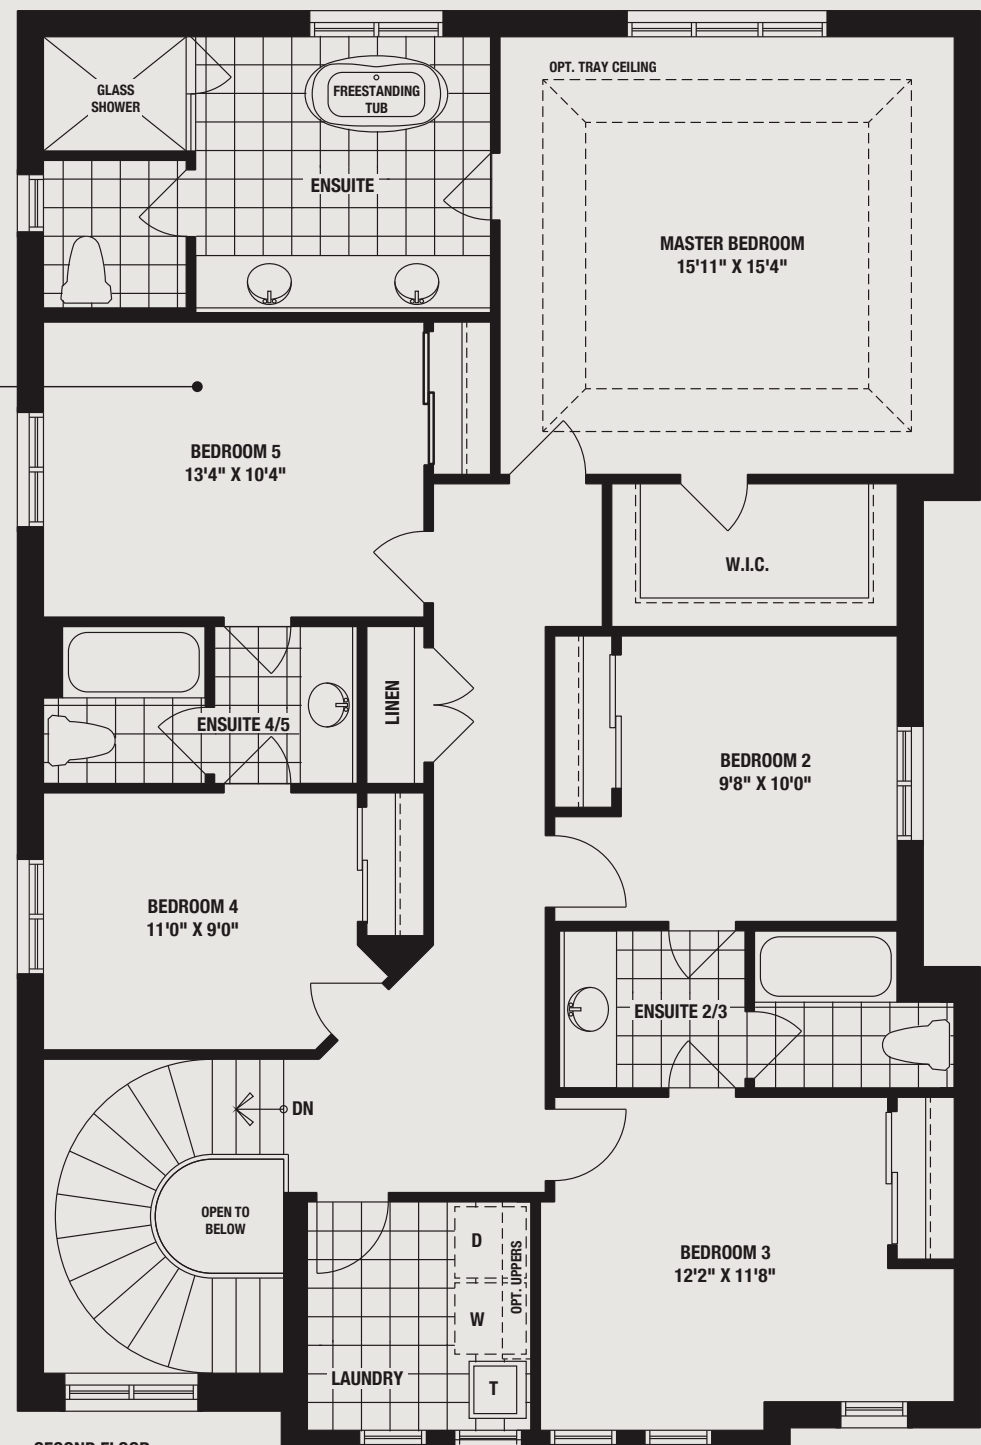 OPT. TRAY CEILING
GLASS
SHOWER
FREESTANDING
TUB
ENSUITE
MASTER BEDROOM
15'11" X 15'4"
BEDROOM 5
13'4" X 10'4"
W.I.C.
LINEN
ENSUITE 4/5
BEDROOM 2
9'8" X 10'0"
BEDROOM 4
11'0" X 9'0"
ENSUITE 2/3
DN
OPEN TO
BELOW
D
OPT. UPPERS
W
BEDROOM 3
12'2" X 11'8"
LAUNDRY
T
SECOND FLOOR